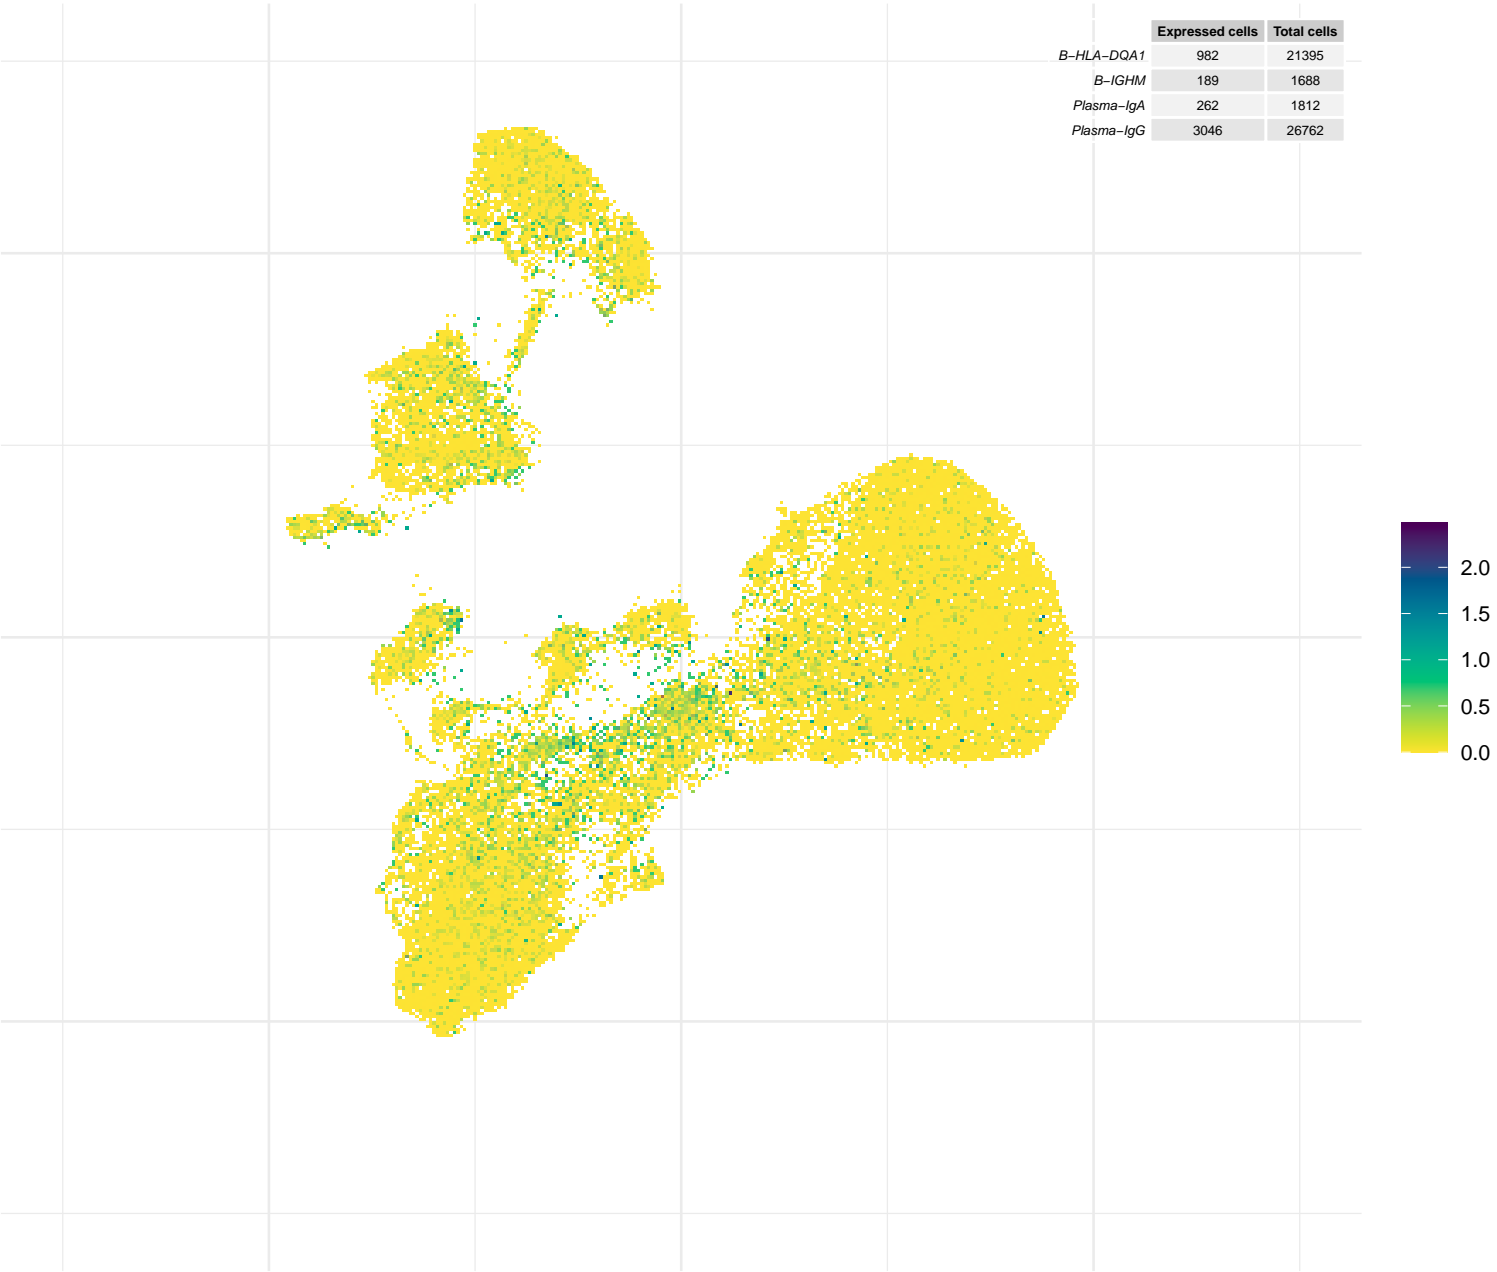 Expressed cells Total cells
B−HLA−DQA1 982 21395
B−IGHM 189 1688
Plasma−IgA 262 1812
Plasma−IgG 3046 26762
2.0
1.5
1.0
0.5
0.0